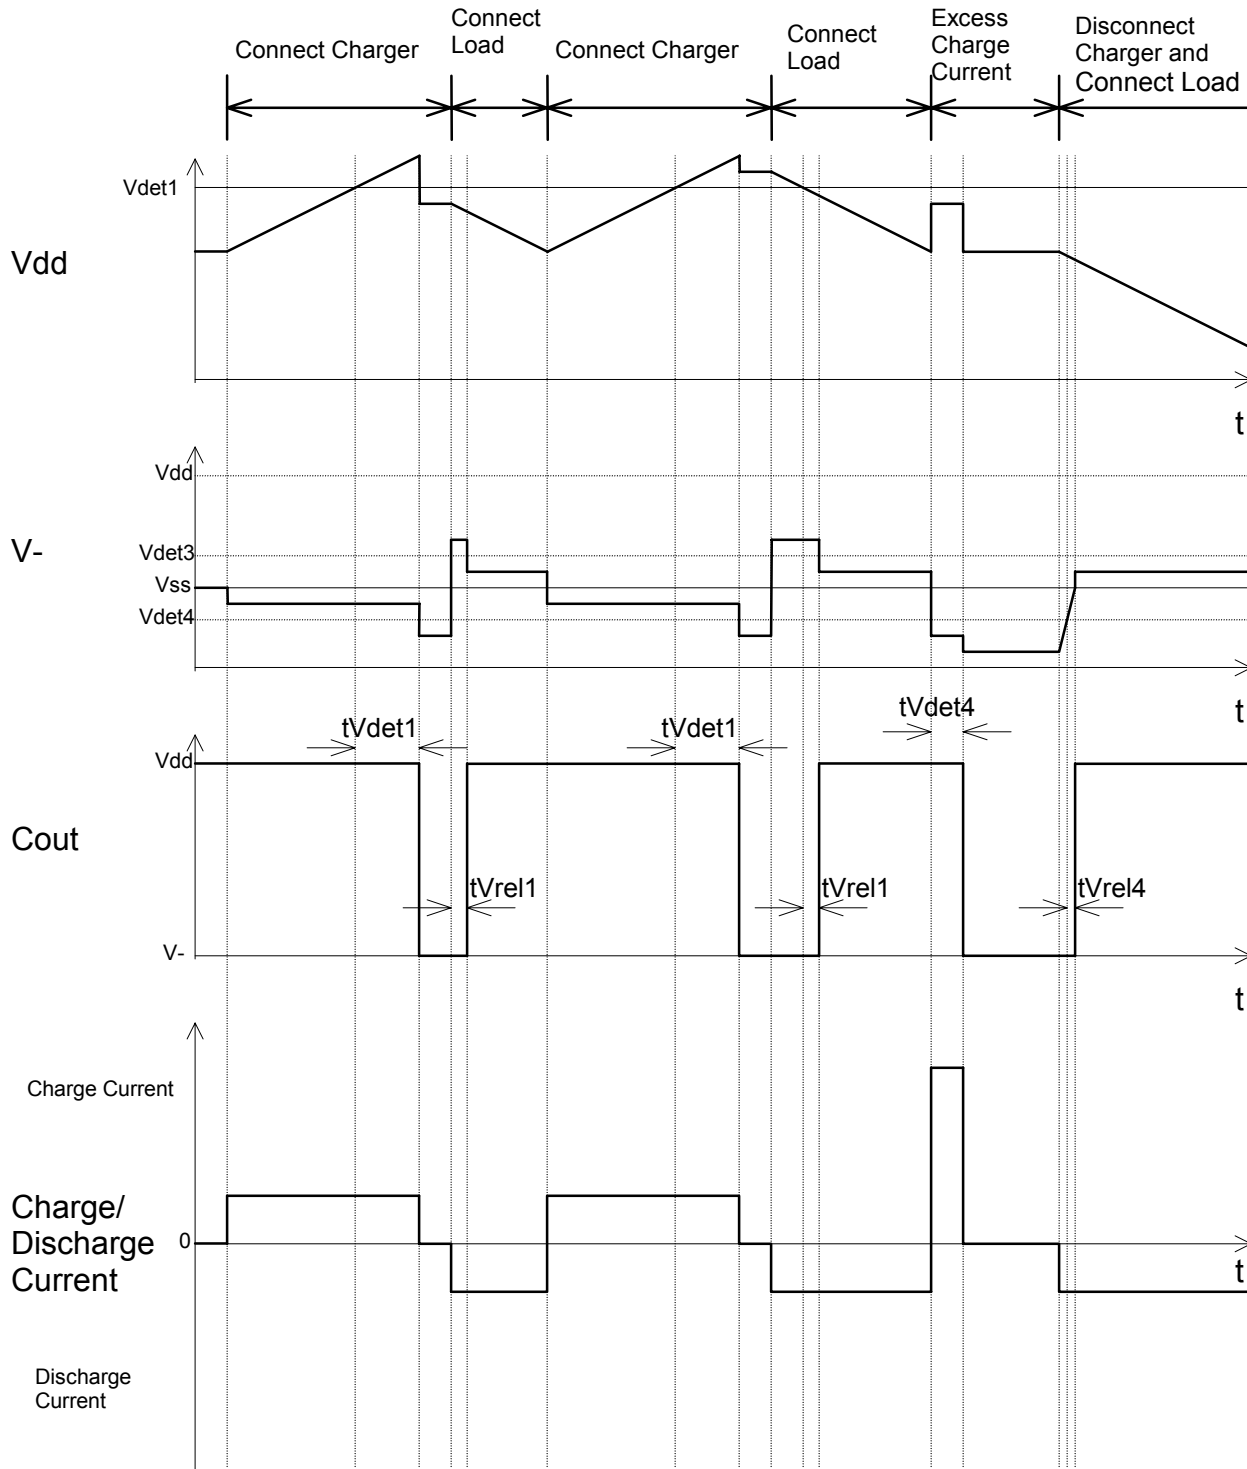 Connect Charger
Connect
Load
Connect Charger
Connect
Load
Excess
Charge
Current
Disconnect
Charger and
Connect Load
Vdet1
Vdd
t
Vdd
V-
Vdet3
Vss
Vdet4
t
tVdet1
tVdet1
tVdet4
Vdd
Cout
tVrel1
tVrel1
tVrel4
V-
t
Charge Current
Charge/
Discharge
Current
0
t
Discharge
Current